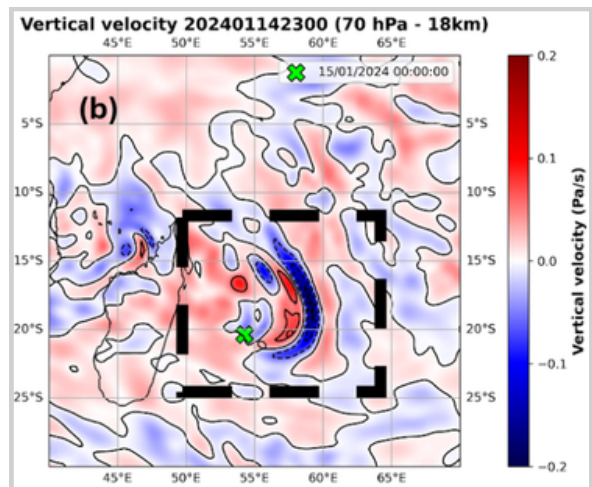 Vertical velocity 202401142300 (70 hPa - 18km)
45°E 50°E 55°E 60°E 65°E
15/01/2024 00:00:00
(b)
5°S 5°S
10°S 10°S
15°S 15°S
20°S 20°S
25°S 25°S
45°E 50°E 55°E 60°E 65°E
0.2
0.1
0.0
−0.1
−0.2
Vertical velocity (Pa/s)